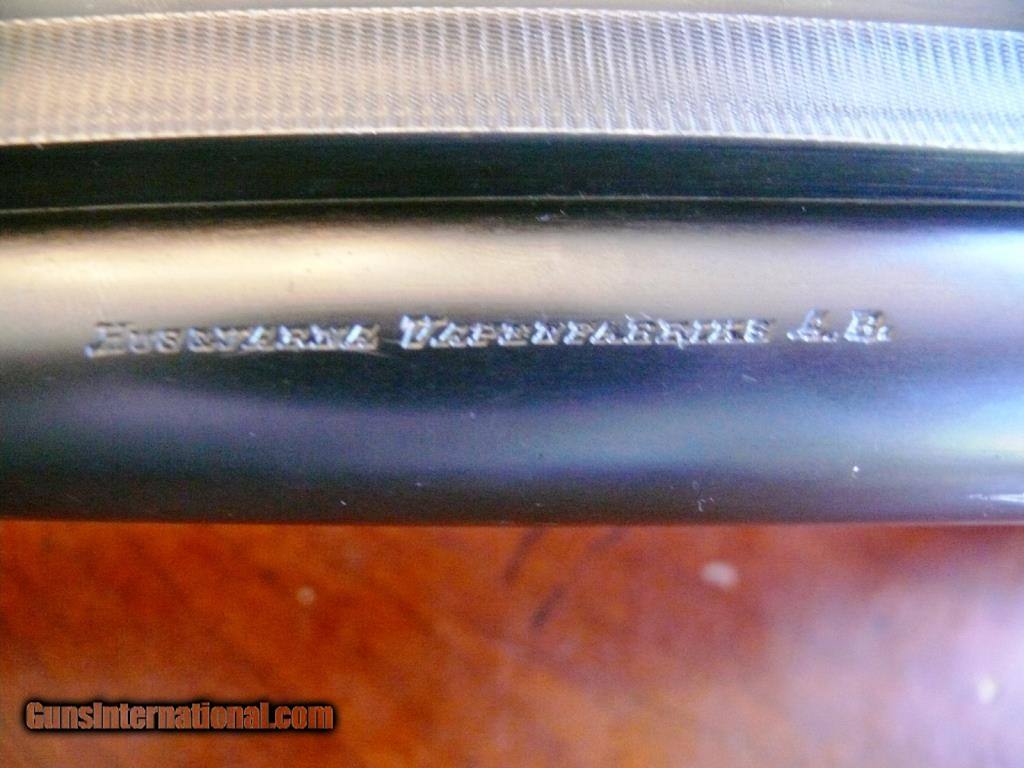 Husqvarna Vapenfabriks A.B.
GunsInternational.com